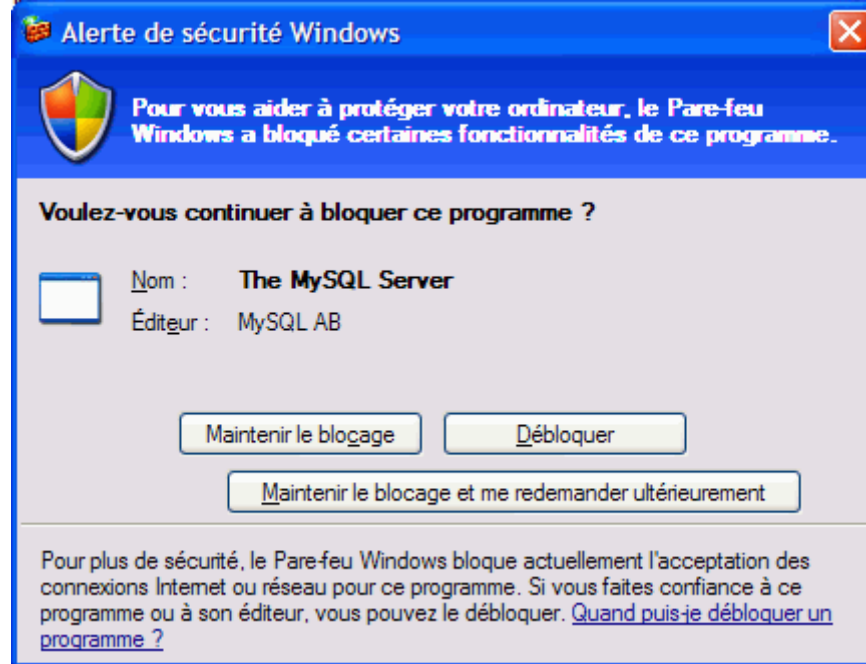 Alerte de sécurité Windows
Pour vous aider à protéger votre ordinateur, le Pare-feu
Windows a bloqué certaines fonctionnalités de ce programme.
Voulez-vous continuer à bloquer ce programme ?
Nom : The MySQL Server
Éditeur : MySQL AB
Maintenir le blocage Débloquer
Maintenir le blocage et me redemander ultérieurement
Pour plus de sécurité, le Pare-feu Windows bloque actuellement l'acceptation des
connexions Internet ou réseau pour ce programme. Si vous faites confiance à ce
programme ou à son éditeur, vous pouvez le débloquer. Quand puis-je débloquer un
programme ?